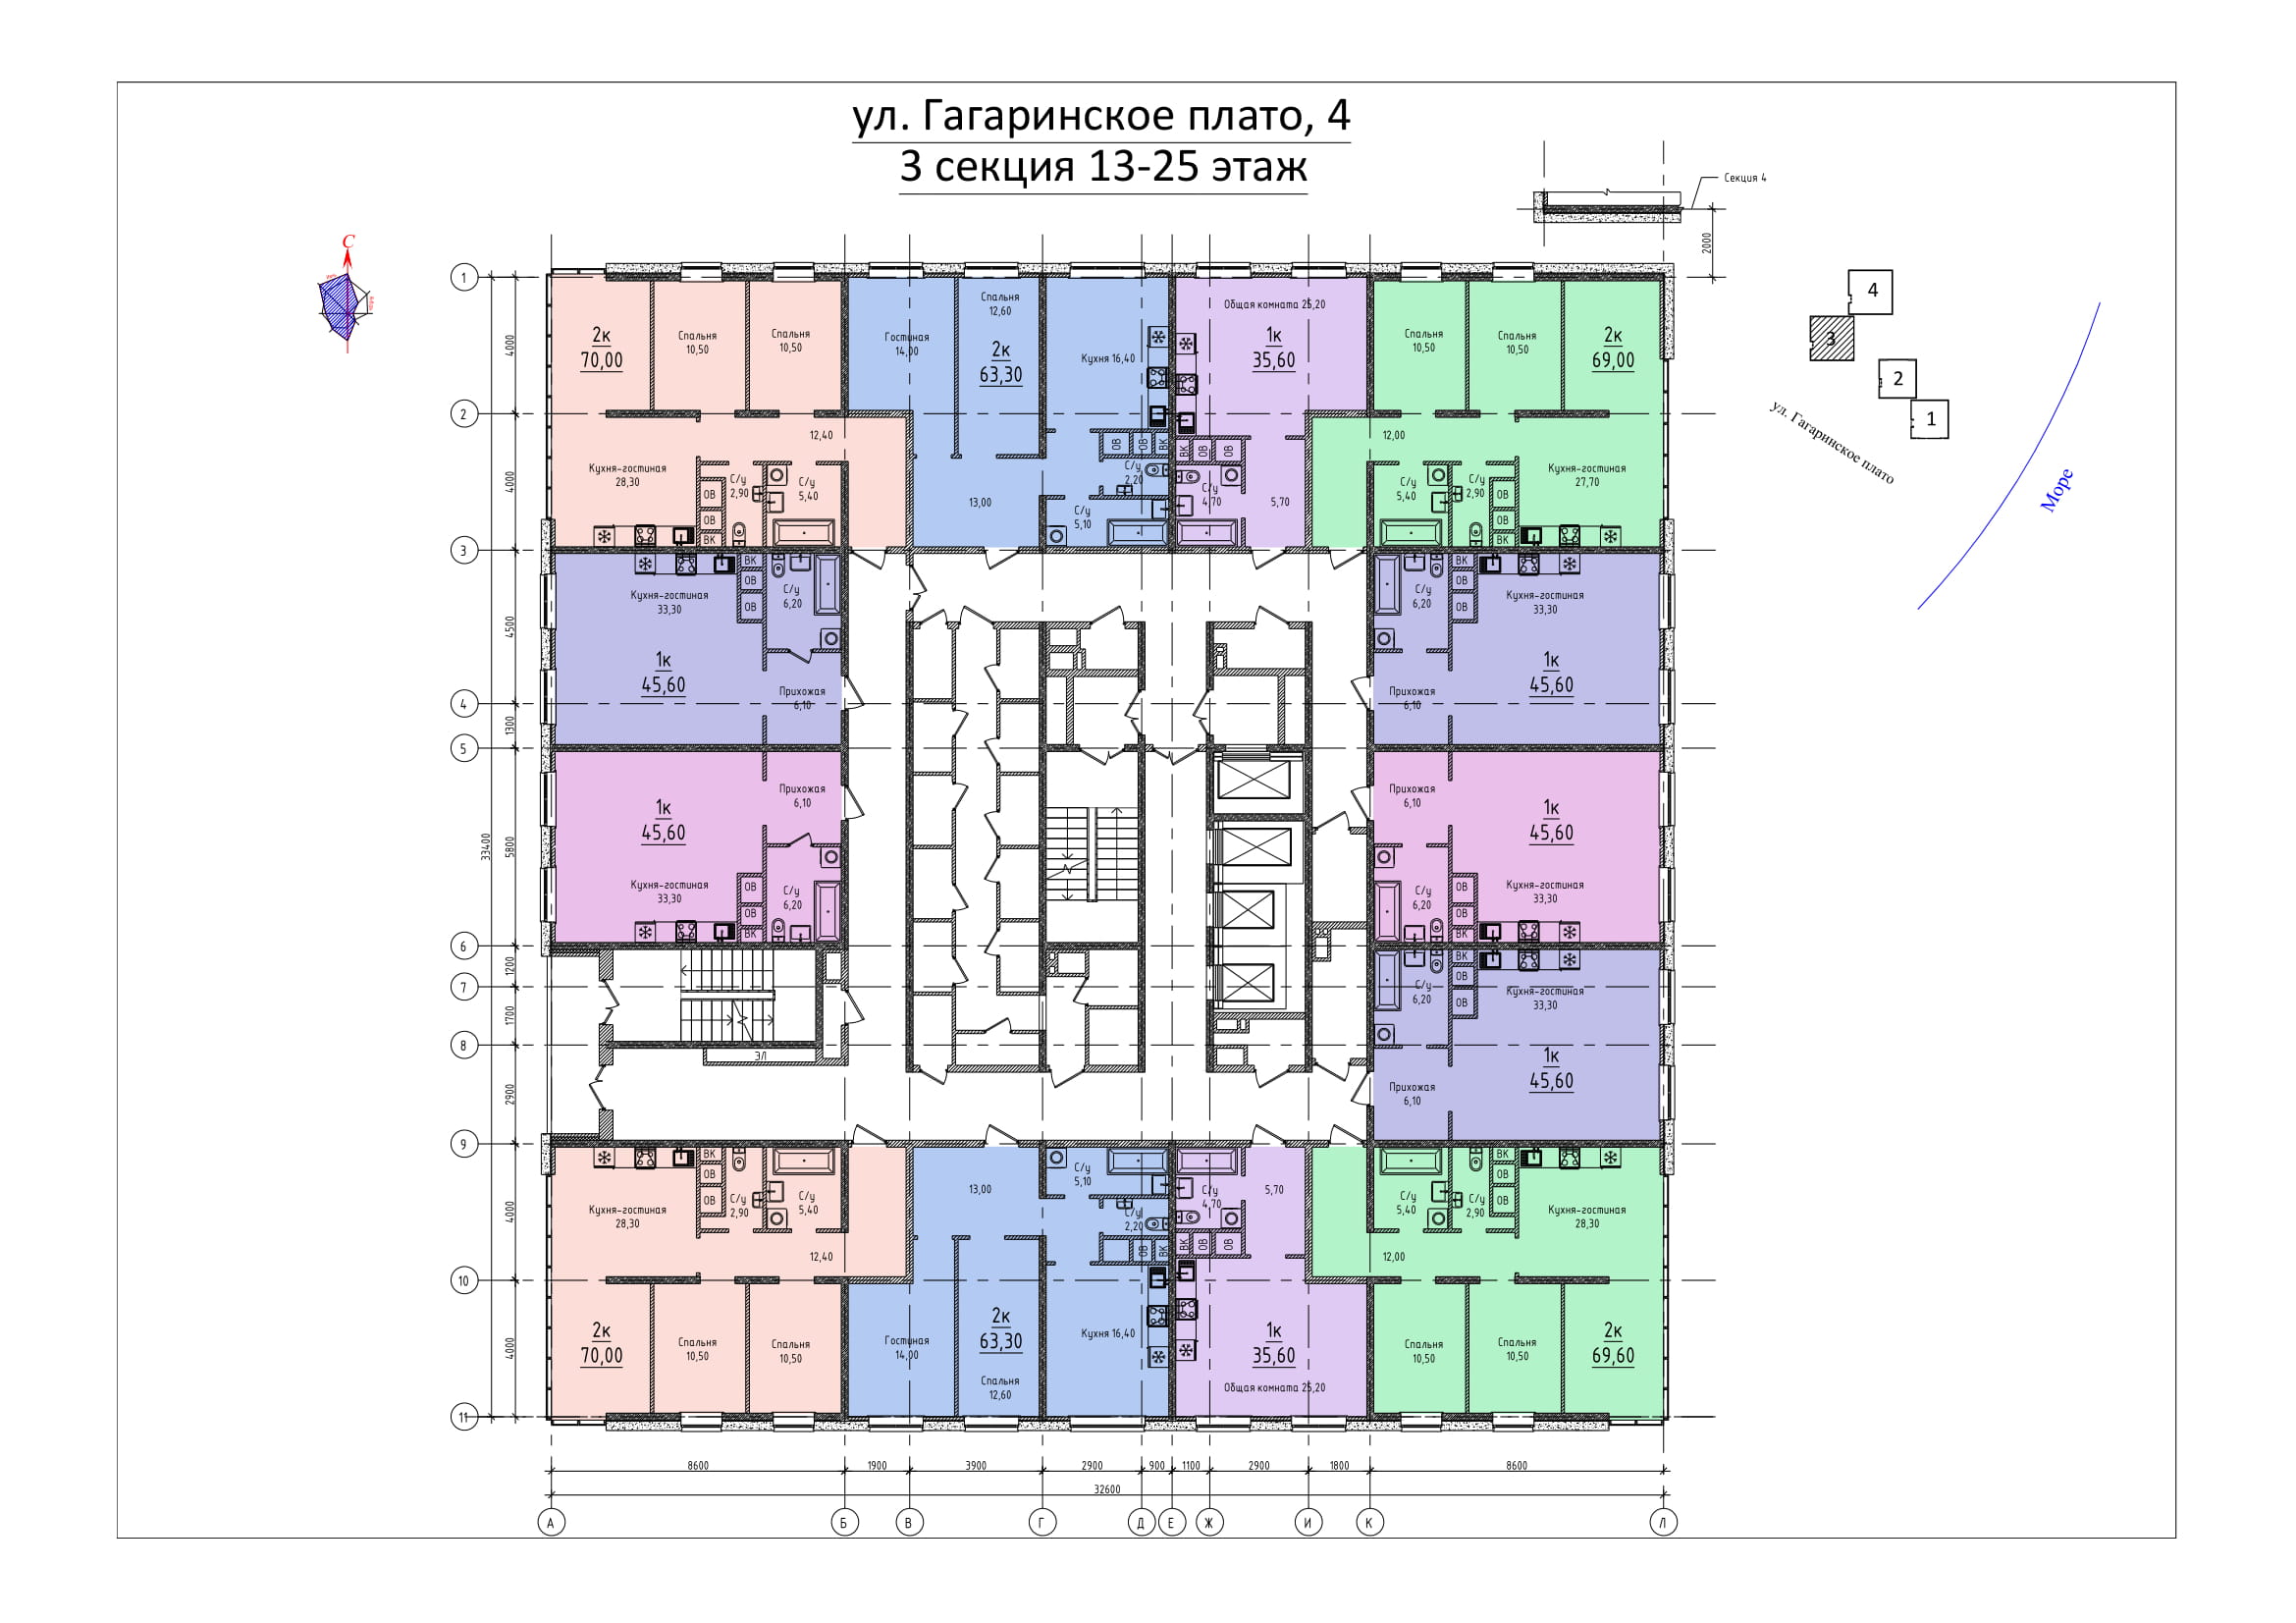 ул. Гагаринское плато, 4
3 секция 13-25 этаж
Секция 4
2000
С
4
3
2
1
ул. Гагаринское плато
Море
1
2
3
4
5
6
7
8
9
10
11
4000
4000
4500
1300
5800
1200
1700
2900
4000
4000
33400
2к
70,00
Спальня
10,50
Спальня
10,50
12,40
Кухня-гостиная
28,30
С/у
2,90
С/у
5,40
ОВ
ОВ
ВК
Гостиная
14,00
Спальня
12,60
2к
63,30
Кухня 16,40
13,00
ОВ
ОВ
ВК
С/у
2,20
С/у
5,10
Общая комната 25,20
1к
35,60
ВК
ОВ
ОВ
С/у
4,70
5,70
Спальня
10,50
Спальня
10,50
2к
69,00
12,00
С/у
5,40
С/у
2,90
ОВ
ОВ
ВК
Кухня-гостиная
27,70
Кухня-гостиная
33,30
ВК
ОВ
ОВ
С/у
6,20
1к
45,60
Прихожая
6,10
С/у
6,20
ВК
ОВ
ОВ
Кухня-гостиная
33,30
1к
45,60
Прихожая
6,10
1к
45,60
Прихожая
6,10
Кухня-гостиная
33,30
ОВ
ОВ
ВК
С/у
6,20
Прихожая
6,10
1к
45,60
С/у
6,20
ОВ
ОВ
ВК
Кухня-гостиная
33,30
ВК
ОВ
ОВ
С/у
6,20
Кухня-гостиная
33,30
1к
45,60
Прихожая
6,10
ЭЛ
Кухня-гостиная
28,30
ВК
ОВ
ОВ
С/у
2,90
С/у
5,40
12,40
2к
70,00
Спальня
10,50
Спальня
10,50
13,00
С/у
5,10
С/у
2,20
ОВ
ВК
Гостиная
14,00
2к
63,30
Спальня
12,60
Кухня 16,40
С/у
4,70
5,70
ВК
ОВ
ОВ
1к
35,60
Общая комната 25,20
С/у
5,40
С/у
2,90
ВК
ОВ
ОВ
Кухня-гостиная
28,30
12,00
Спальня
10,50
Спальня
10,50
2к
69,60
8600
1900
3900
2900
900
1100
2900
1800
8600
32600
А
Б
В
Г
Д
Е
Ж
И
К
Л